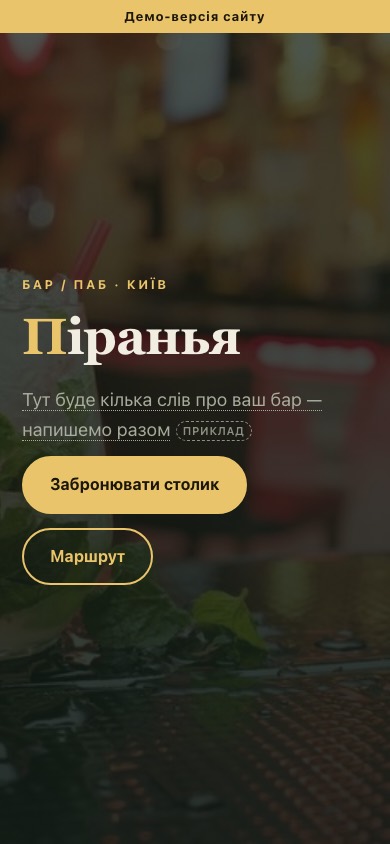 Демо-версія сайту
БАР / ПАБ · КИЇВ
Піранья
Тут буде кілька слів про ваш бар —
напишемо разом ПРИКЛАД
Забронювати столик
Маршрут